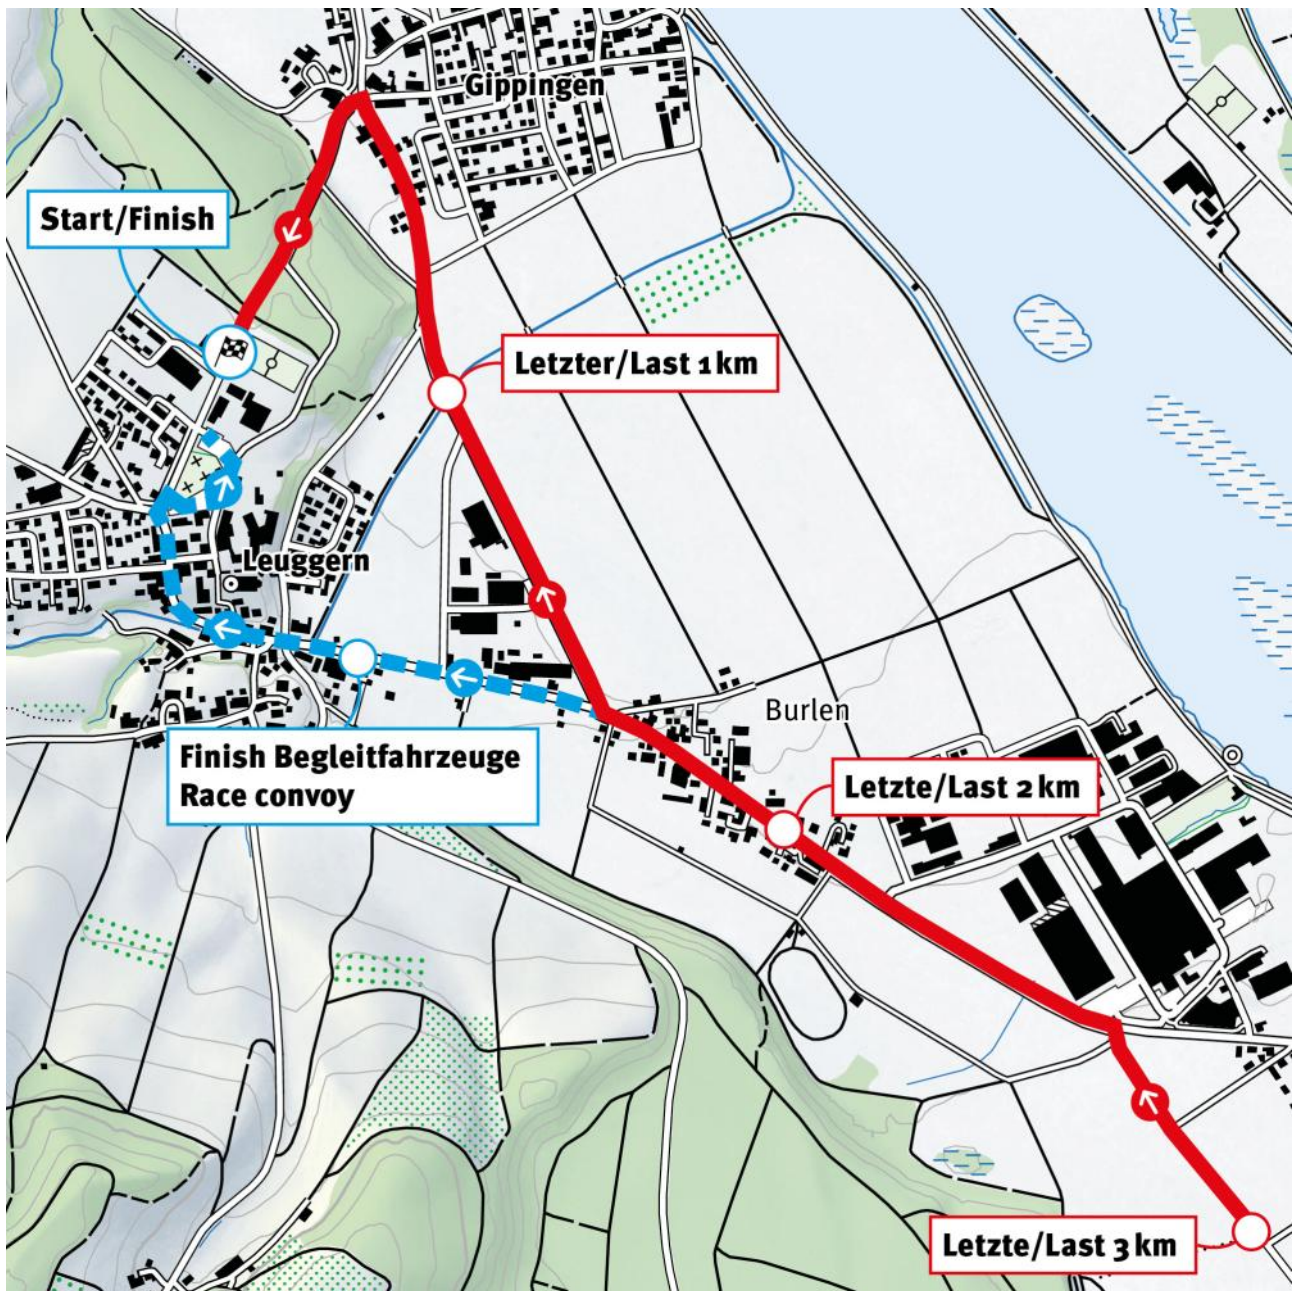 Gippingen
Start/Finish
Letzter/Last 1 km
Leuggern
Burlen
Finish Begleitfahrzeuge
Race convoy
Letzte/Last 2 km
Letzte/Last 3 km